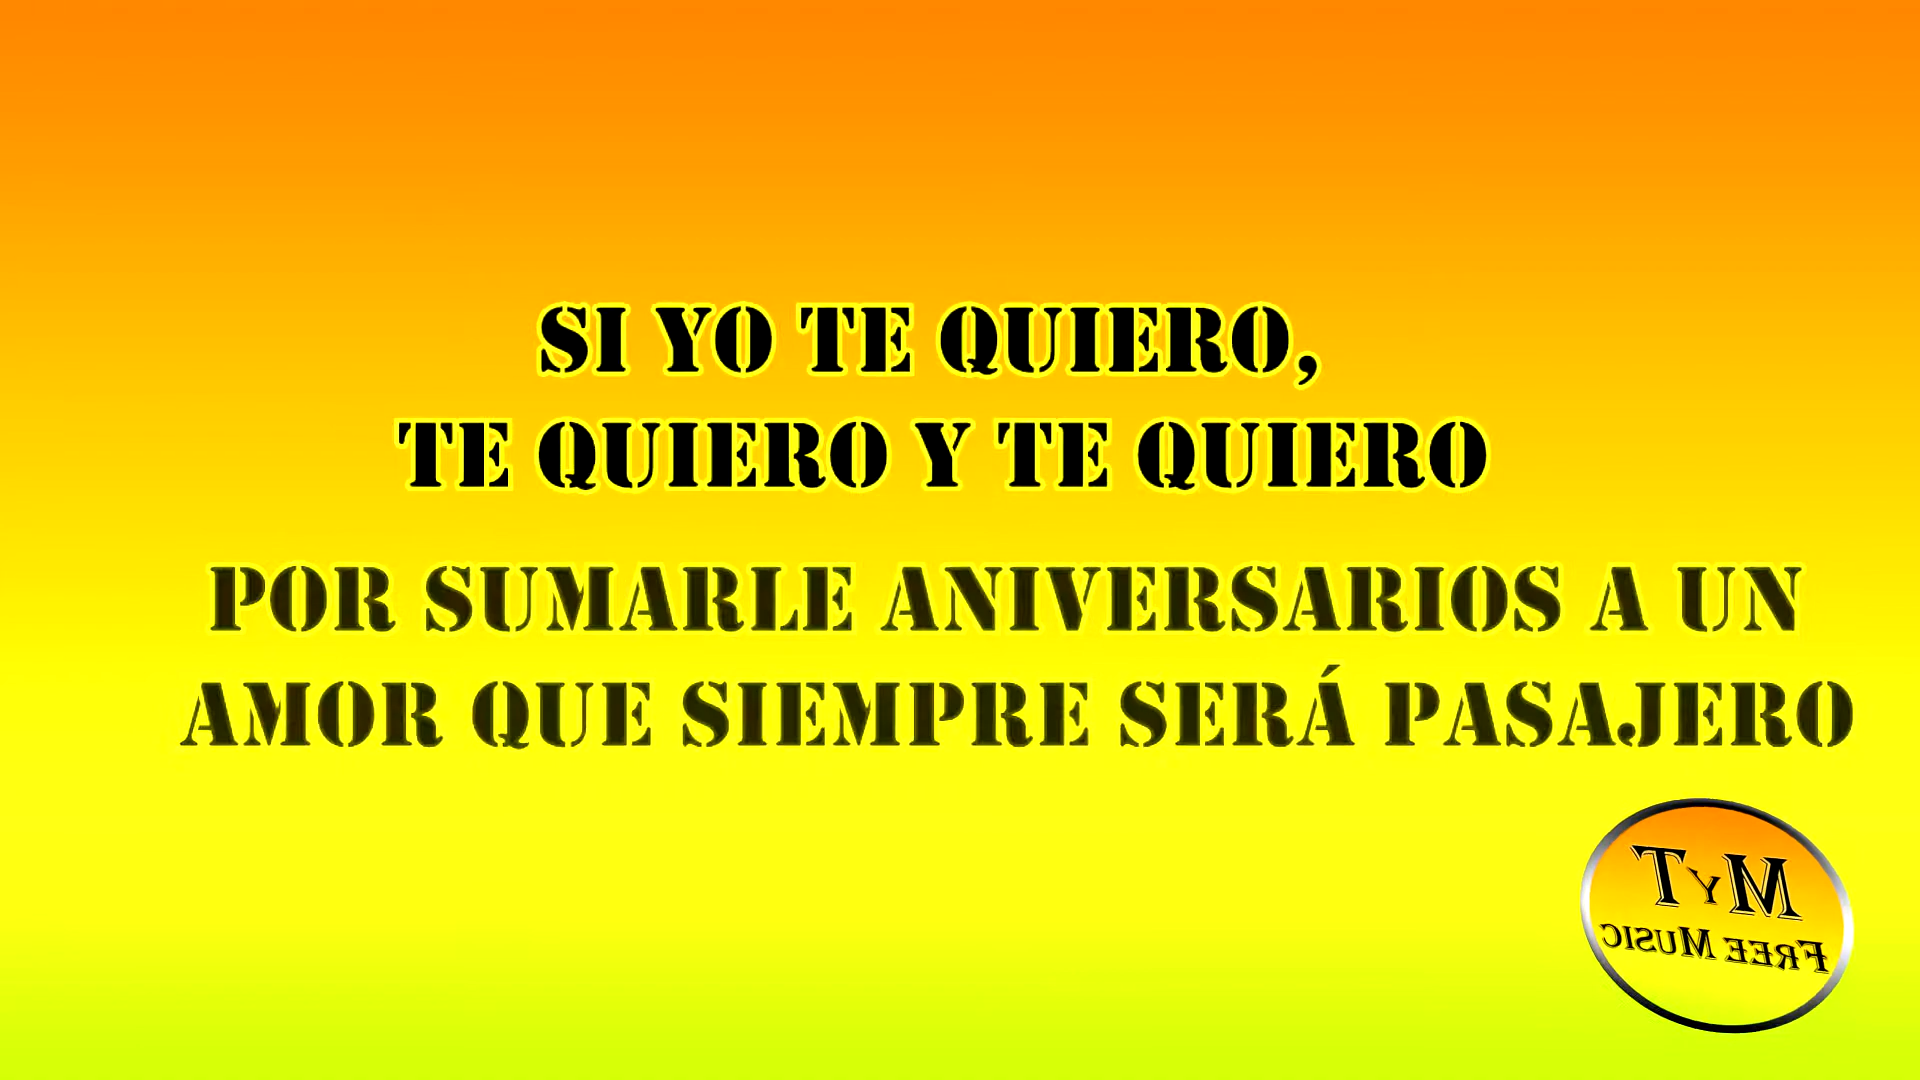 SI YO TE QUIERO,
TE QUIERO Y TE QUIERO
POR SUMARLE ANIVERSARIOS A UN
AMOR QUE SIEMPRE SERÁ PASAJERO
MYT
FREE MUSIC